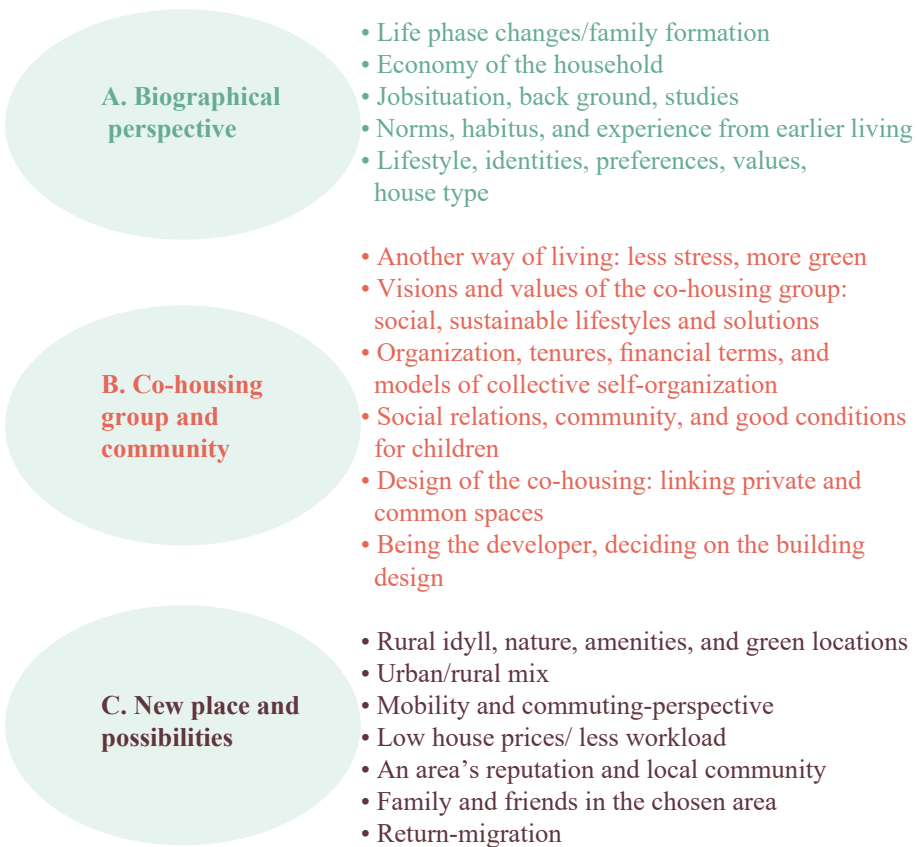 A. Biographical
perspective
• Life phase changes/family formation
• Economy of the household
• Jobsituation, back ground, studies
• Norms, habitus, and experience from earlier living
• Lifestyle, identities, preferences, values,
house type
B. Co-housing
group and
community
• Another way of living: less stress, more green
• Visions and values of the co-housing group:
social, sustainable lifestyles and solutions
• Organization, tenures, financial terms, and
models of collective self-organization
• Social relations, community, and good conditions
for children
• Design of the co-housing: linking private and
common spaces
• Being the developer, deciding on the building
design
C. New place and
possibilities
• Rural idyll, nature, amenities, and green locations
• Urban/rural mix
• Mobility and commuting-perspective
• Low house prices/ less workload
• An area’s reputation and local community
• Family and friends in the chosen area
• Return-migration